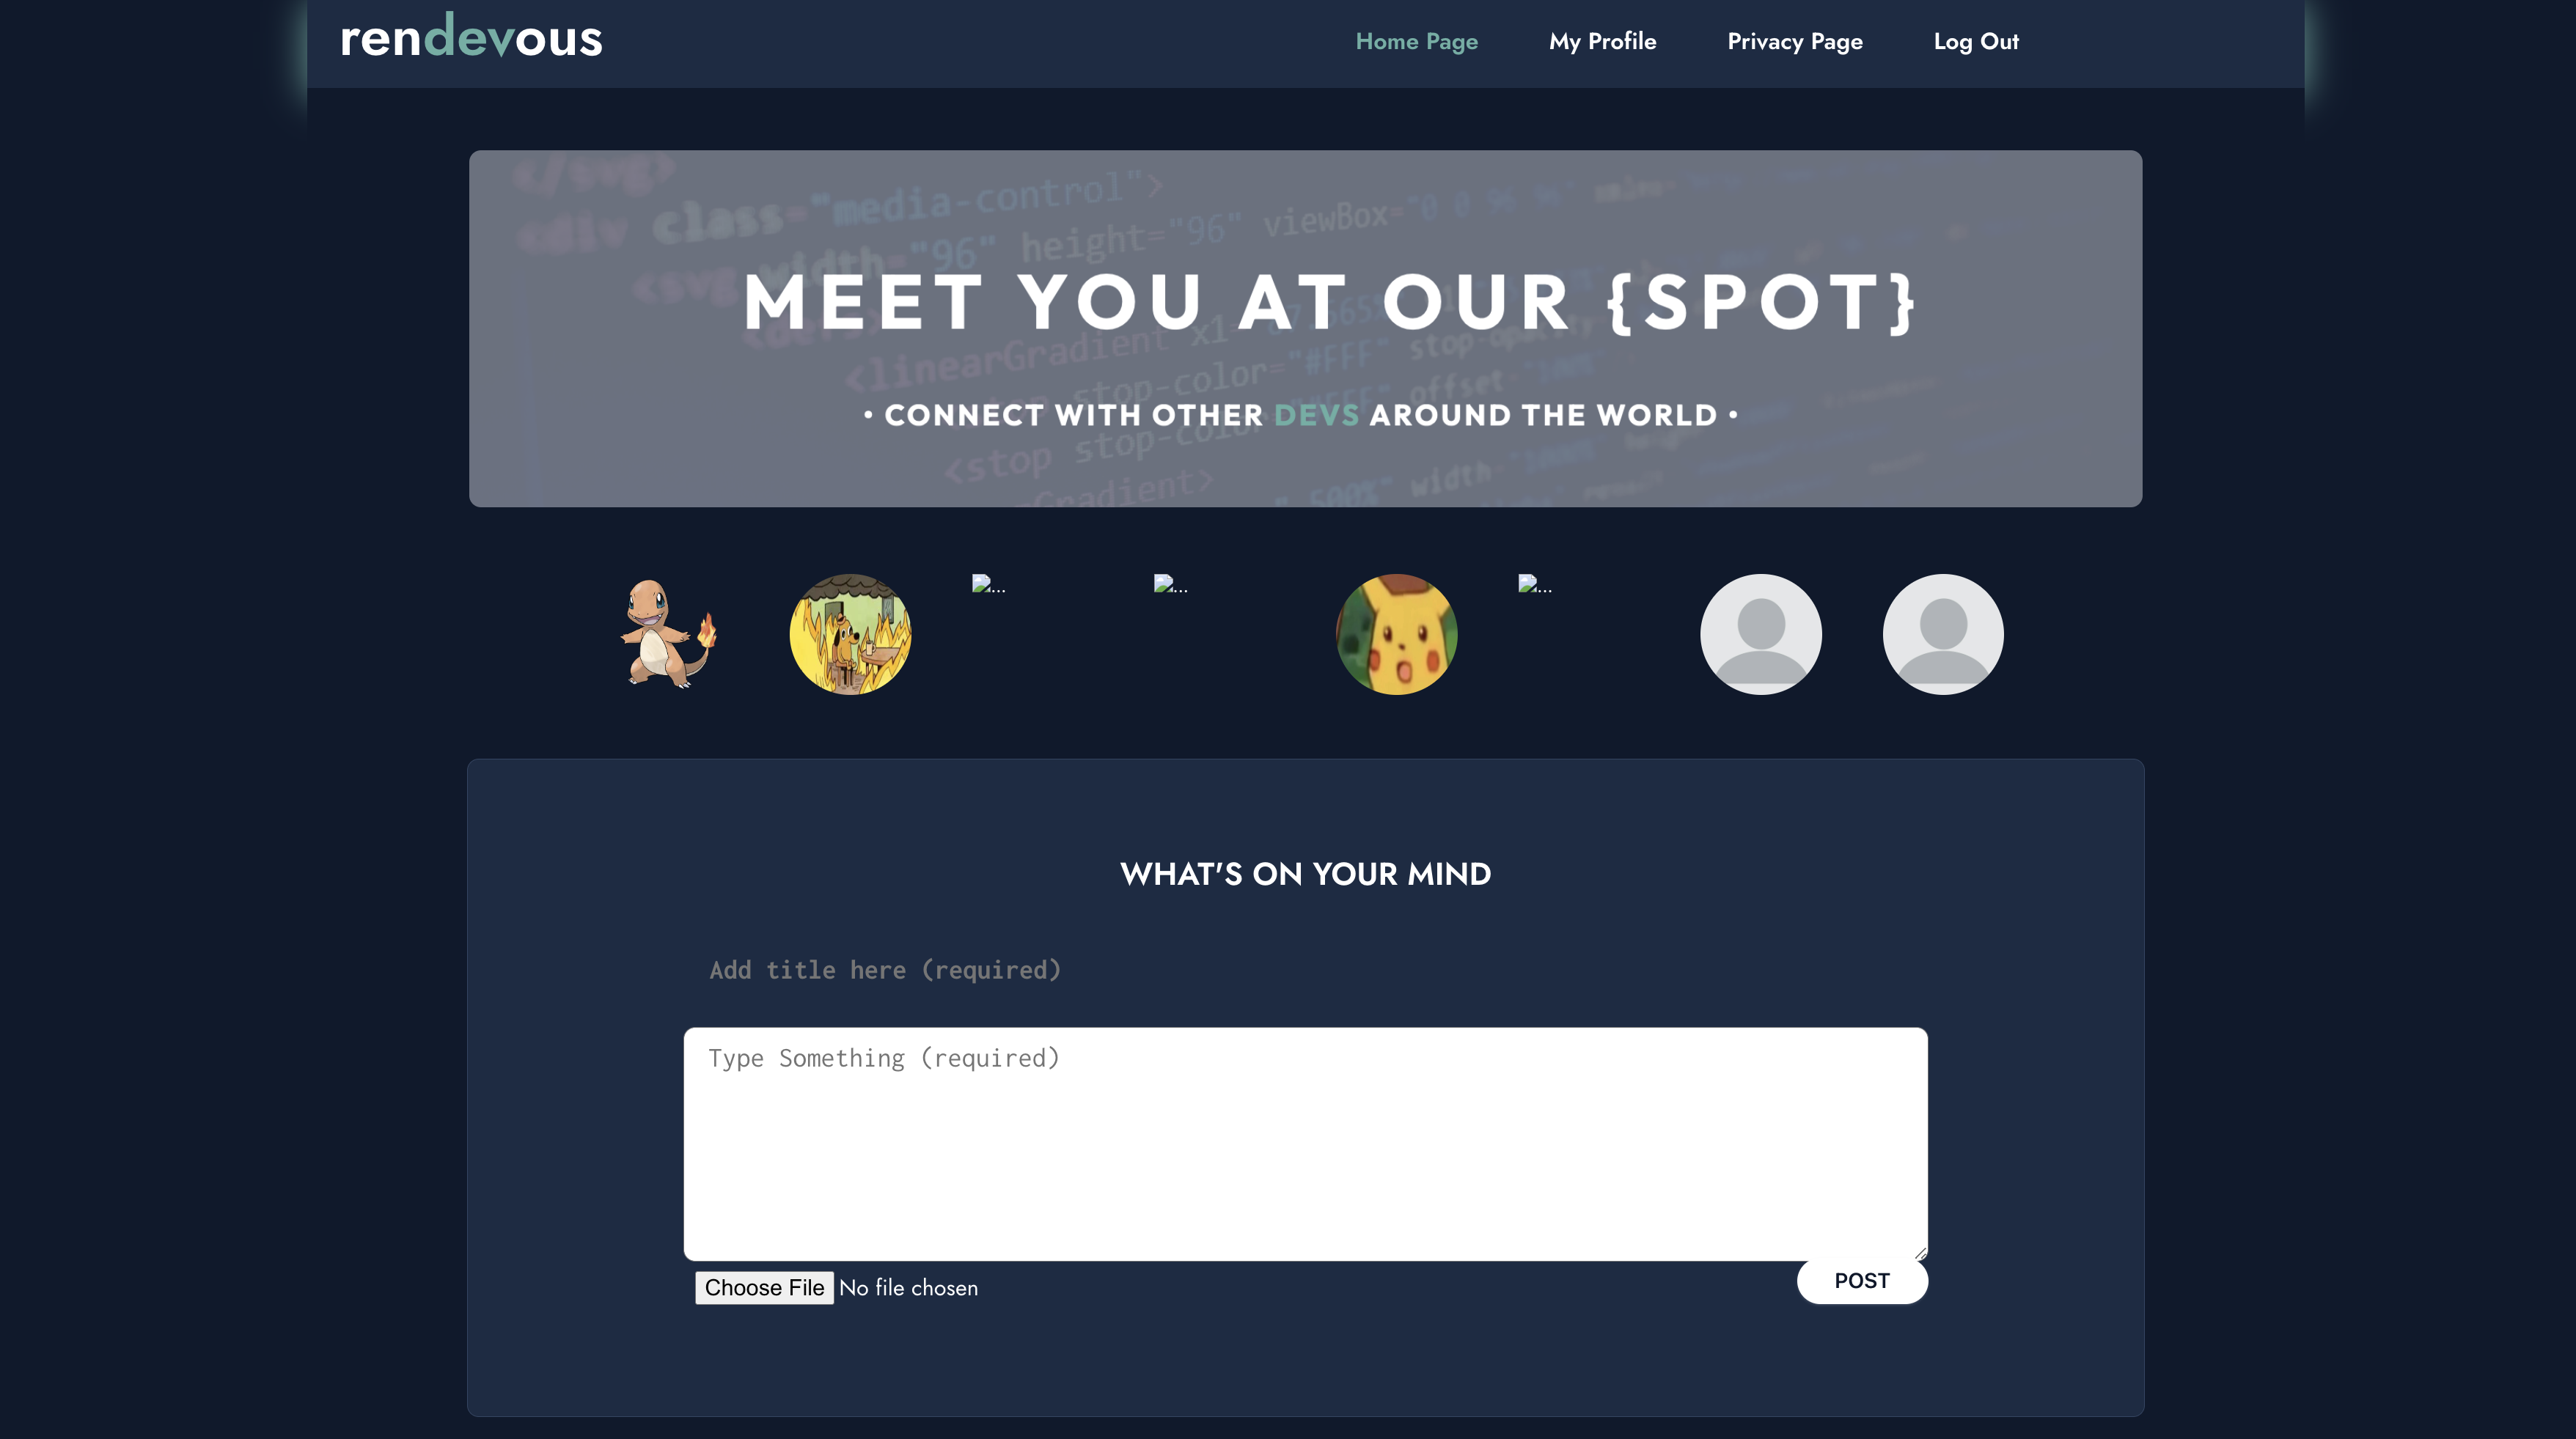 rendevous
Home Page
My Profile
Privacy Page
Log Out
</svg>
<div class="media-control">
<svg width="96" height="96" viewBox="0 0 96 96"
MEET YOU AT OUR {SPOT}
<linearGradient x1=
stop-color="#FFF" stop-opacity
• CONNECT WITH OTHER DEVS AROUND THE WORLD •
<stop stop-color= offset=
Gradient>
500%" width=
...
...
...
WHAT'S ON YOUR MIND
Add title here (required)
Type Something (required)
Choose File No file chosen
POST